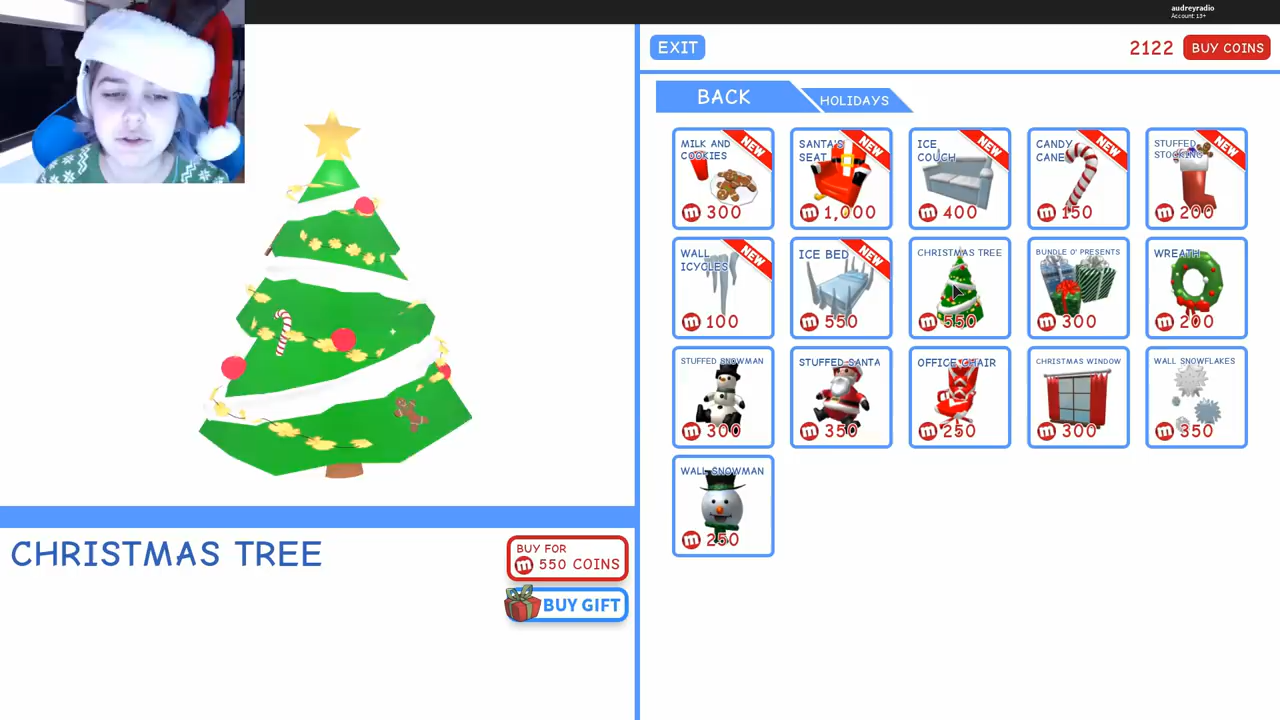 audreyradio
Account: 13+
EXIT
2122
BUY COINS
BACK
HOLIDAYS
MILK AND
COOKIES
NEW
m 300
SANTA'S
SEAT
NEW
m 1,000
ICE
COUCH
NEW
m 400
CANDY
CANE
NEW
m 150
STUFFED
STOCKING
NEW
m 200
WALL
ICYCLES
NEW
m 100
ICE BED
NEW
m 550
CHRISTMAS TREE
m 550
BUNDLE O' PRESENTS
m 300
WREATH
m 200
STUFFED SNOWMAN
m 300
STUFFED SANTA
m 350
OFFICE CHAIR
m 250
CHRISTMAS WINDOW
m 300
WALL SNOWFLAKES
m 350
WALL SNOWMAN
m 250
CHRISTMAS TREE
BUY FOR
m 550 COINS
BUY GIFT